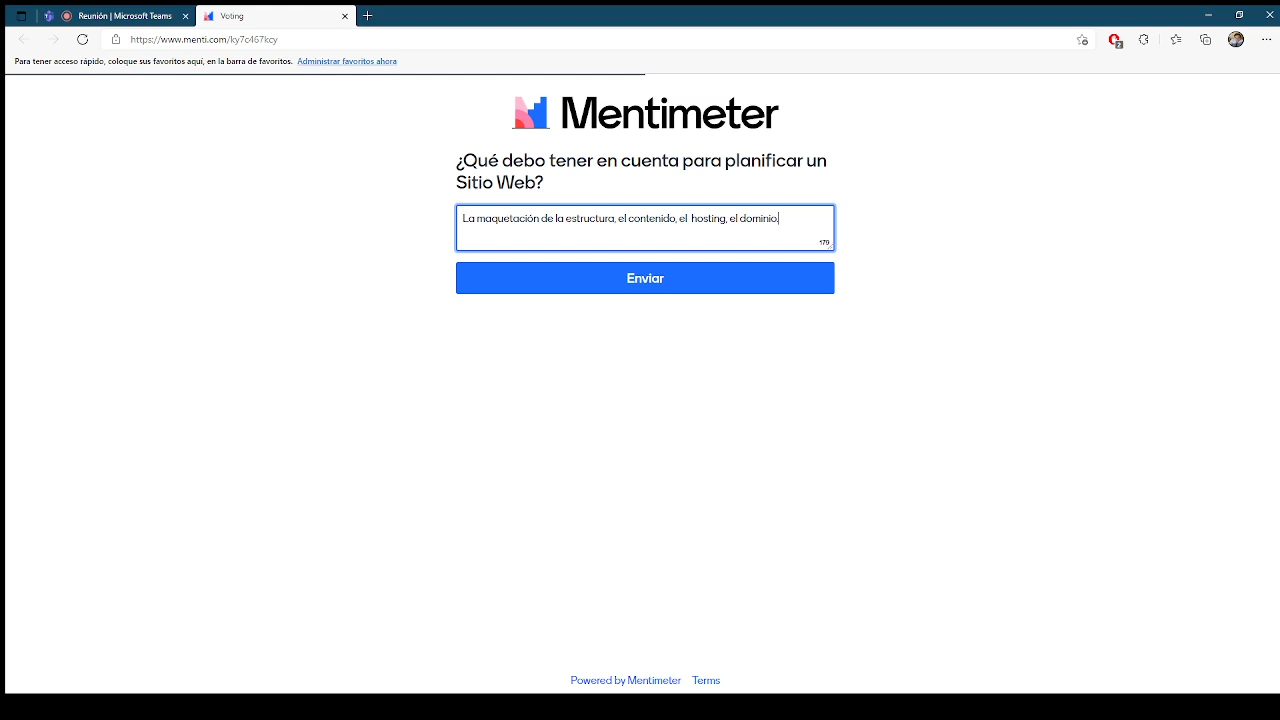 Reunión | Microsoft Teams
Voting
https://www.menti.com/ky7c467kcy
2
Para tener acceso rápido, coloque sus favoritos aquí, en la barra de favoritos. Administrar favoritos ahora
Mentimeter
¿Qué debo tener en cuenta para planificar un
Sitio Web?
La maquetación de la estructura, el contenido, el hosting, el dominio.
179
Enviar
Powered by Mentimeter Terms